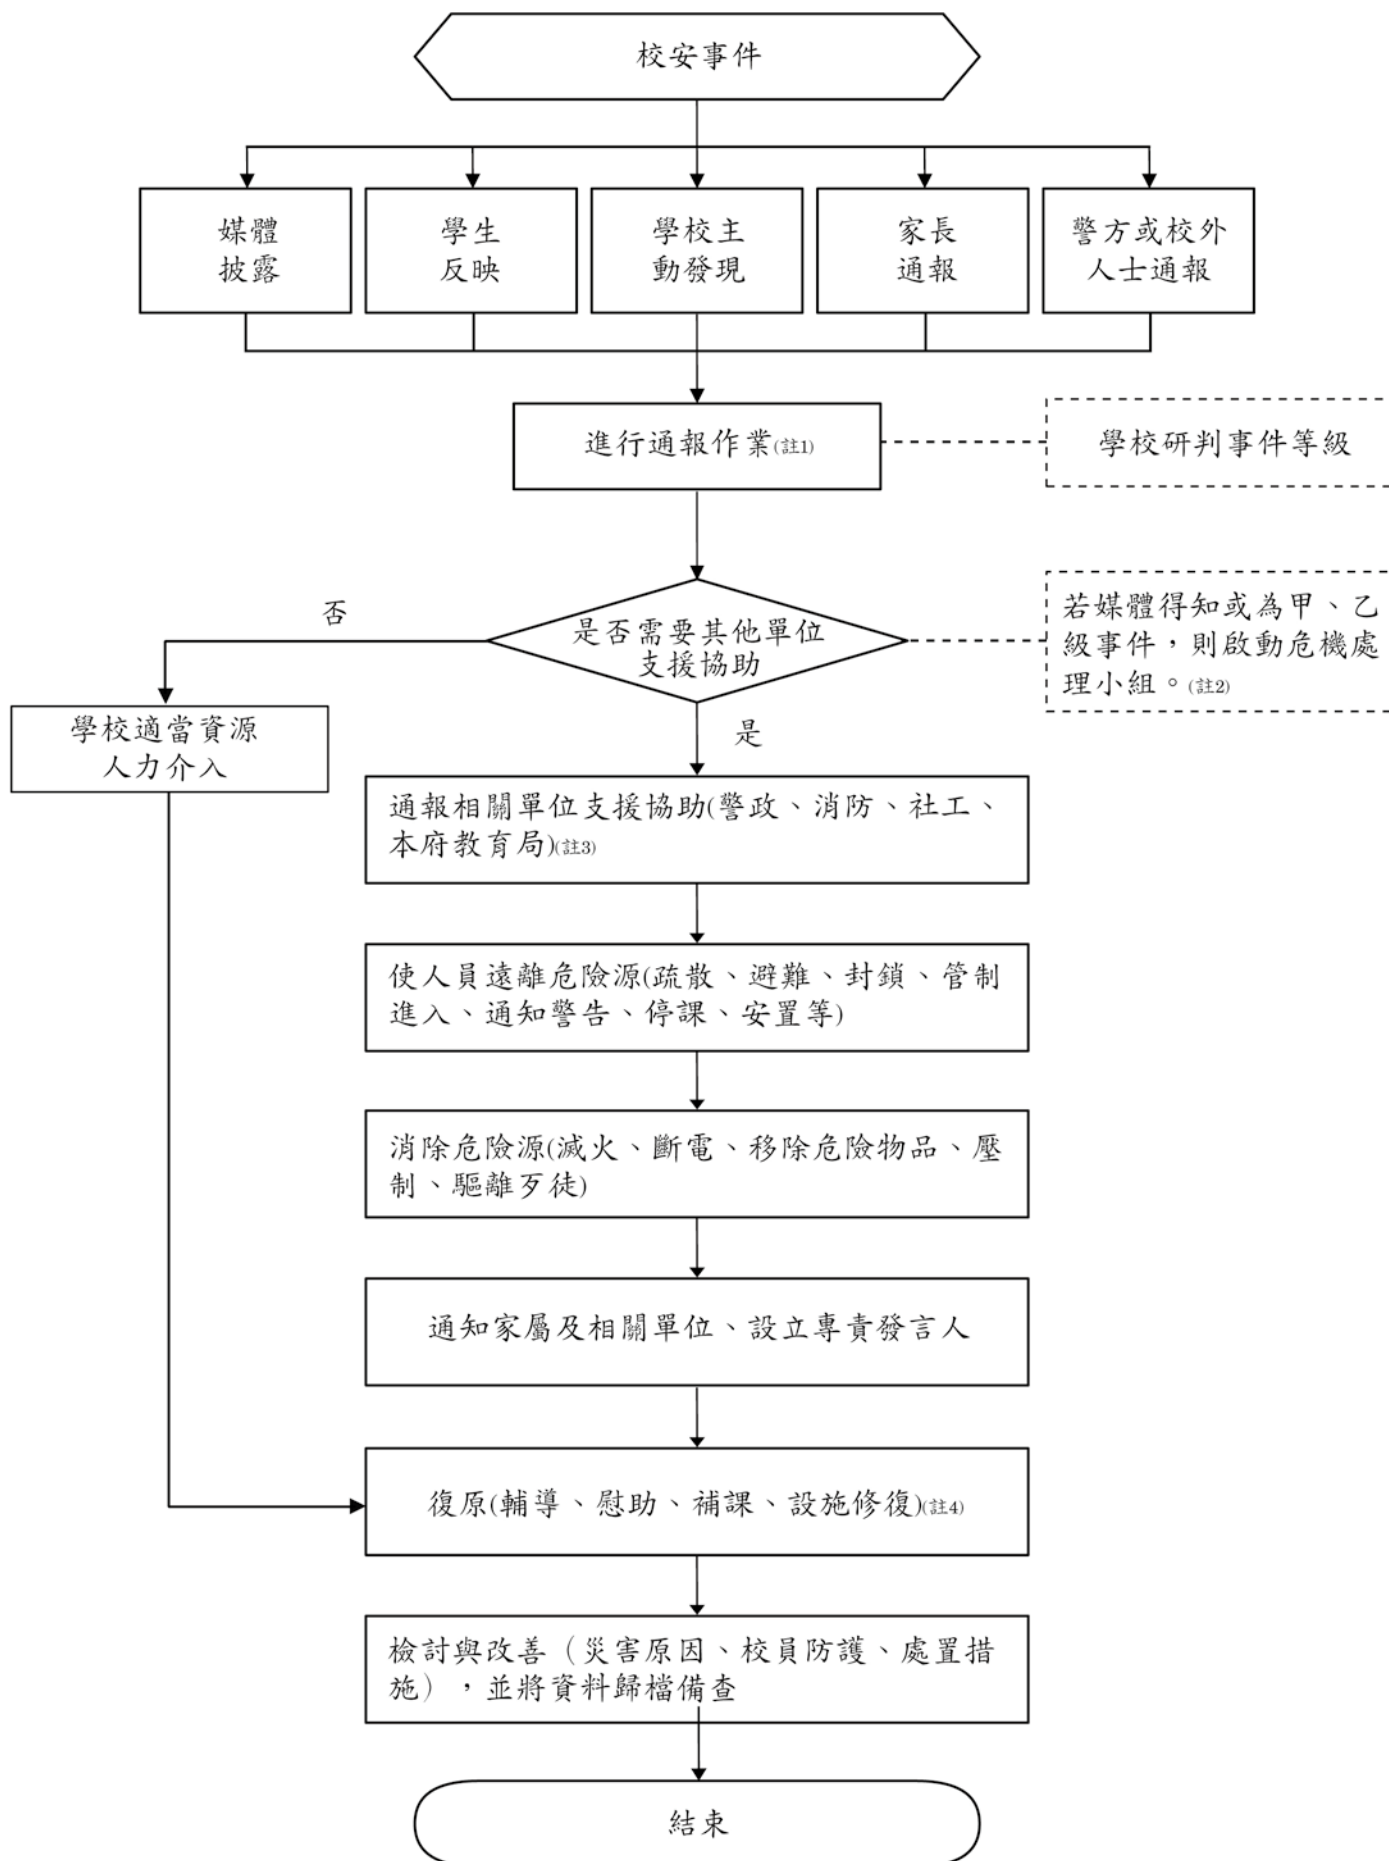 校安事件
媒體
披露
學生
反映
學校主
動發現
家長
通報
警方或校外
人士通報
進行通報作業(註1)
學校研判事件等級
是否需要其他單位
支援協助
若媒體得知或為甲、乙
級事件，則啟動危機處
理小組。(註2)
否
是
學校適當資源
人力介入
通報相關單位支援協助(警政、消防、社工、
本府教育局)(註3)
使人員遠離危險源(疏散、避難、封鎖、管制
進入、通知警告、停課、安置等)
消除危險源(滅火、斷電、移除危險物品、壓
制、驅離歹徒)
通知家屬及相關單位、設立專責發言人
復原(輔導、慰助、補課、設施修復)(註4)
檢討與改善（災害原因、校員防護、處置措
施），並將資料歸檔備查
結束